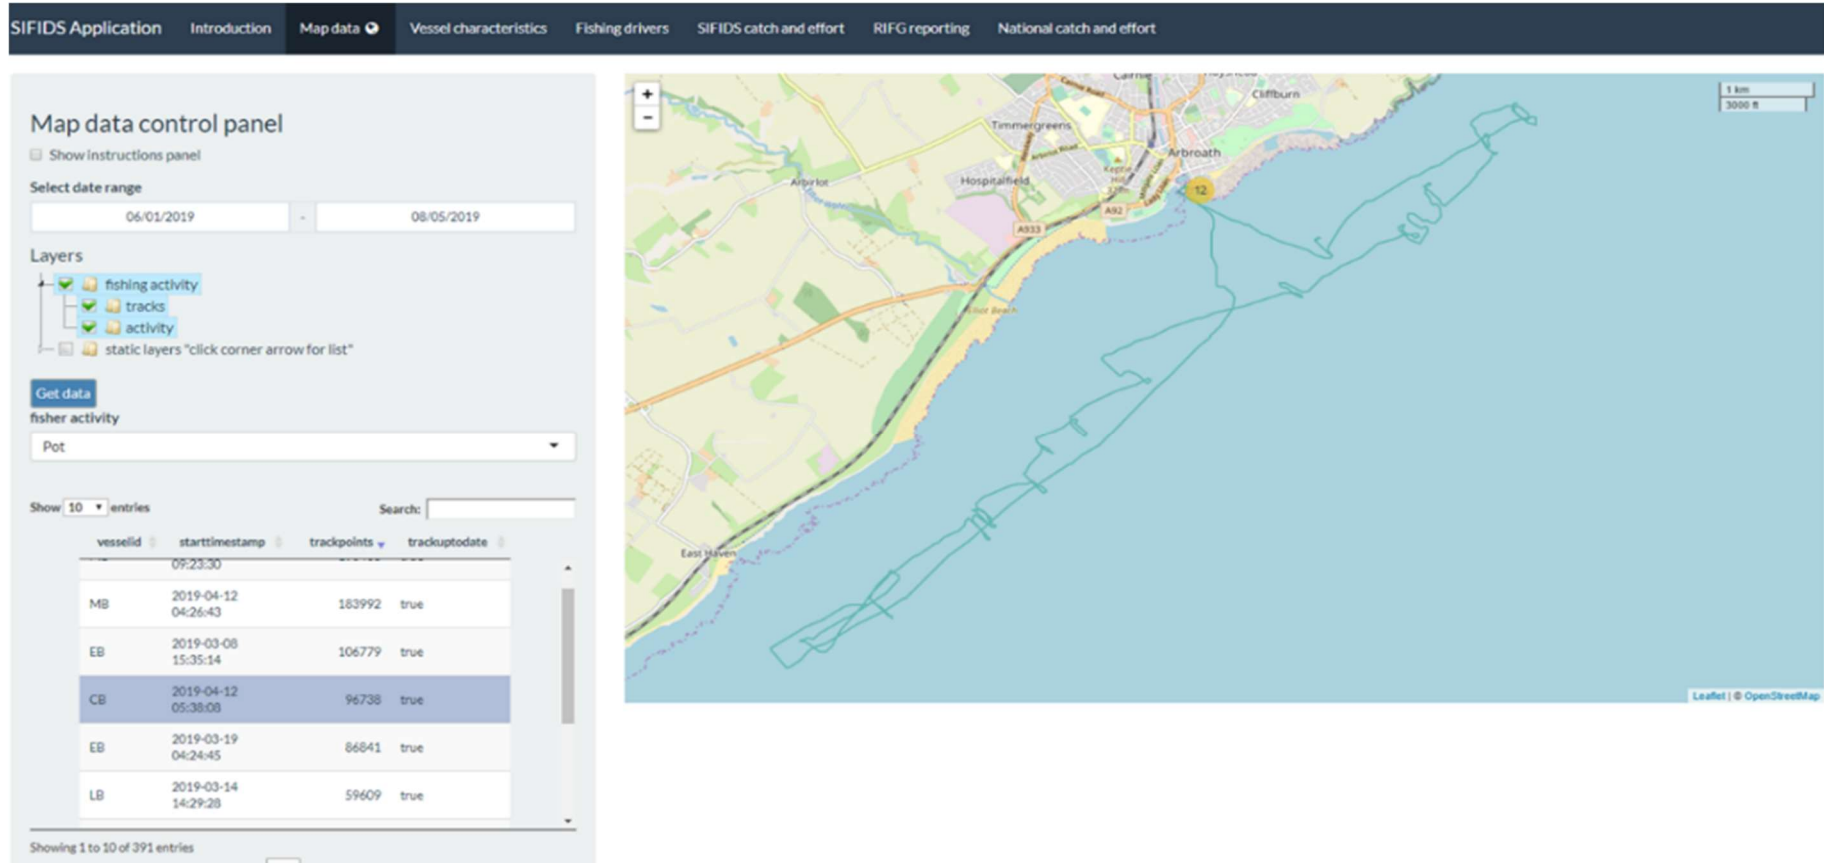 SIFIDS Application Introduction Map data Vessel characteristics Fishing drivers SIFIDS catch and effort RIFG reporting National catch and effort
Map data control panel
Show instructions panel
Select date range
06/01/2019 - 08/05/2019
Layers
fishing activity
tracks
activity
static layers "click corner arrow for list"
Get data
fisher activity
Pot
Show 10 entries Search:
vesselid starttimestamp trackpoints trackuptodate
09:23:30
MB 2019-04-12 183992 true
04:26:43
EB 2019-03-08 106779 true
15:35:14
CB 2019-04-12 96738 true
05:38:08
EB 2019-03-19 86841 true
04:24:45
LB 2019-03-14 59609 true
14:29:28
Showing 1 to 10 of 391 entries
+
-
1 km
3000 ft
Cairnie
Cliffburn
Timmergreens
Arbroath
Arbirlot
Hospitalfield
Keptie
Hill
12
A92
A933
Elliot Beach
East Haven
Leaflet | © OpenStreetMap